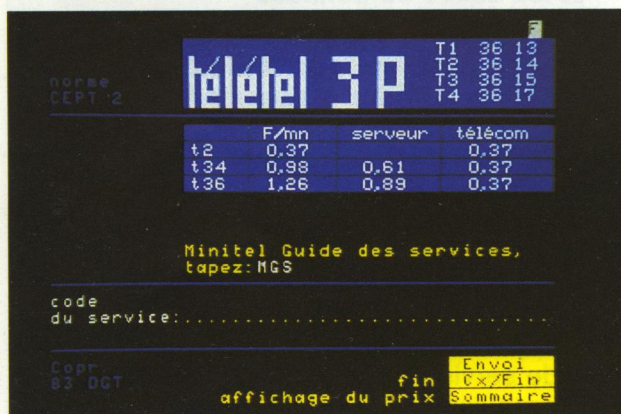 F
T1 36 13
T2 36 14
télétel 3 P
T3 36 15
T4 36 17
norme
CEPT 2
F/mn serveur télécom
t2 0,37 0,37
t34 0,98 0,61 0,37
t36 1,26 0,89 0,37
Minitel Guide des services,
tapez: MGS
code
du service:................................
Copr
83 DGT
Envoi
fin Cx/Fin
affichage du prix Sommaire